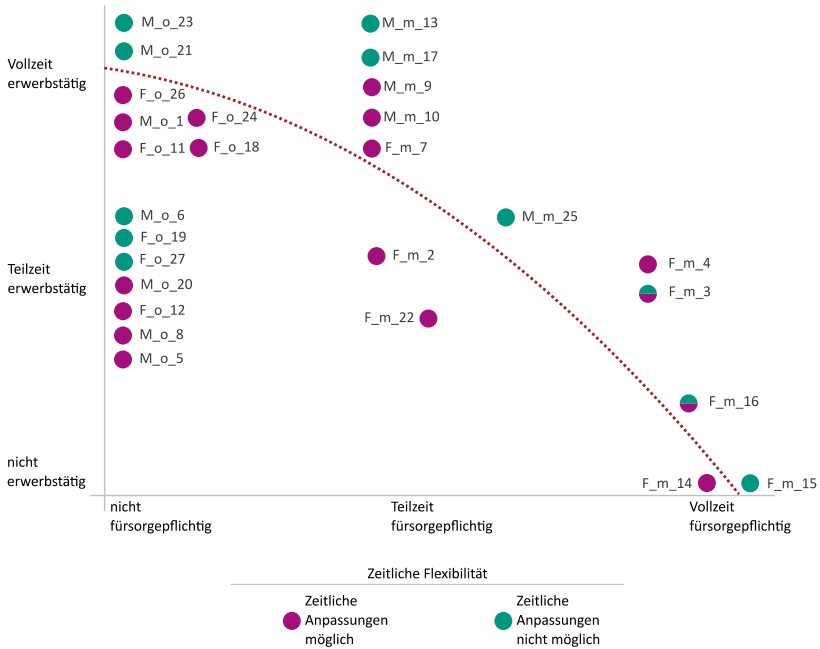 M_o_23
M_m_13
M_o_21
M_m_17
Vollzeit
erwerbstätig
M_m_9
F_o_26
M_o_1
F_o_24
M_m_10
F_o_11
F_o_18
F_m_7
M_o_6
M_m_25
F_o_19
F_o_27
F_m_2
F_m_4
Teilzeit
erwerbstätig
M_o_20
F_m_3
F_o_12
F_m_22
M_o_8
M_o_5
F_m_16
nicht
erwerbstätig
F_m_14
F_m_15
nicht
fürsorgepflichtig
Teilzeit
fürsorgepflichtig
Vollzeit
fürsorgepflichtig
Zeitliche Flexibilität
Zeitliche
Anpassungen
möglich
Zeitliche
Anpassungen
nicht möglich